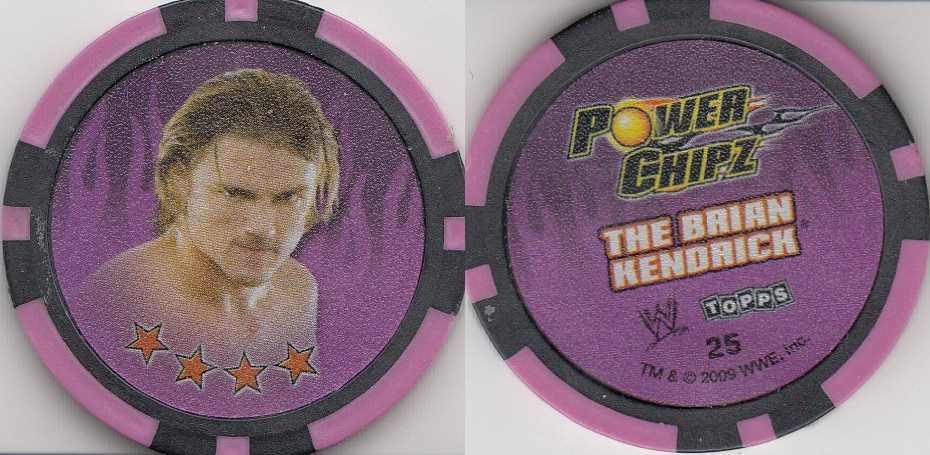 POWER
CHIPZ
THE BRIAN
KENDRICK
W
TOPPS
25
TM & © 2009 WWE, Inc.